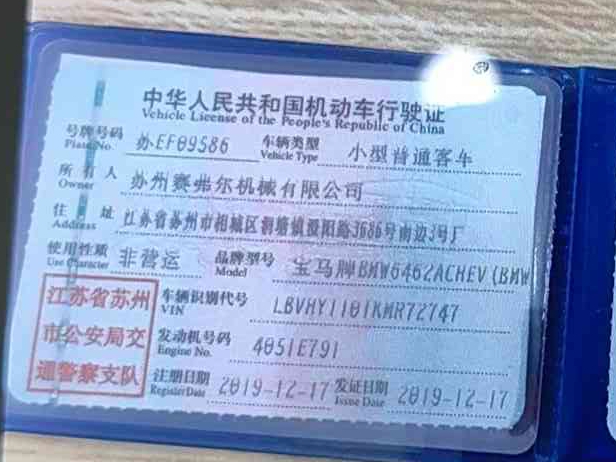 中华人民共和国机动车行驶证
Vehicle License of the People's Republic of China
号牌号码 苏EF09586 车辆类型 小型普通客车
Plate No. Vehicle Type
所有人 苏州赛弗尔机械有限公司
Owner
住址 江苏省苏州市相城区 阳路3686号南边3号厂
Address
使用性质 非营运 品牌型号 宝马牌BMW6462ACHEV(BMW
Use Character Model
江苏省苏州 车辆识别代号 LBVHY1101KMR72747
VIN
市公安局交 发动机号码 4051E791
Engine No.
通警察支队 注册日期 2019-12-17 发证日期 2019-12-17
Register Date Issue Date